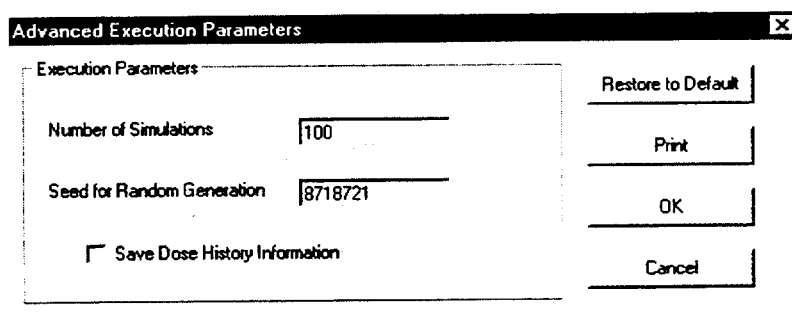 Advanced Execution Parameters
Execution Parameters
Number of Simulations 100
Seed for Random Generation 8718721
Save Dose History Information
Restore to Default
Print
OK
Cancel